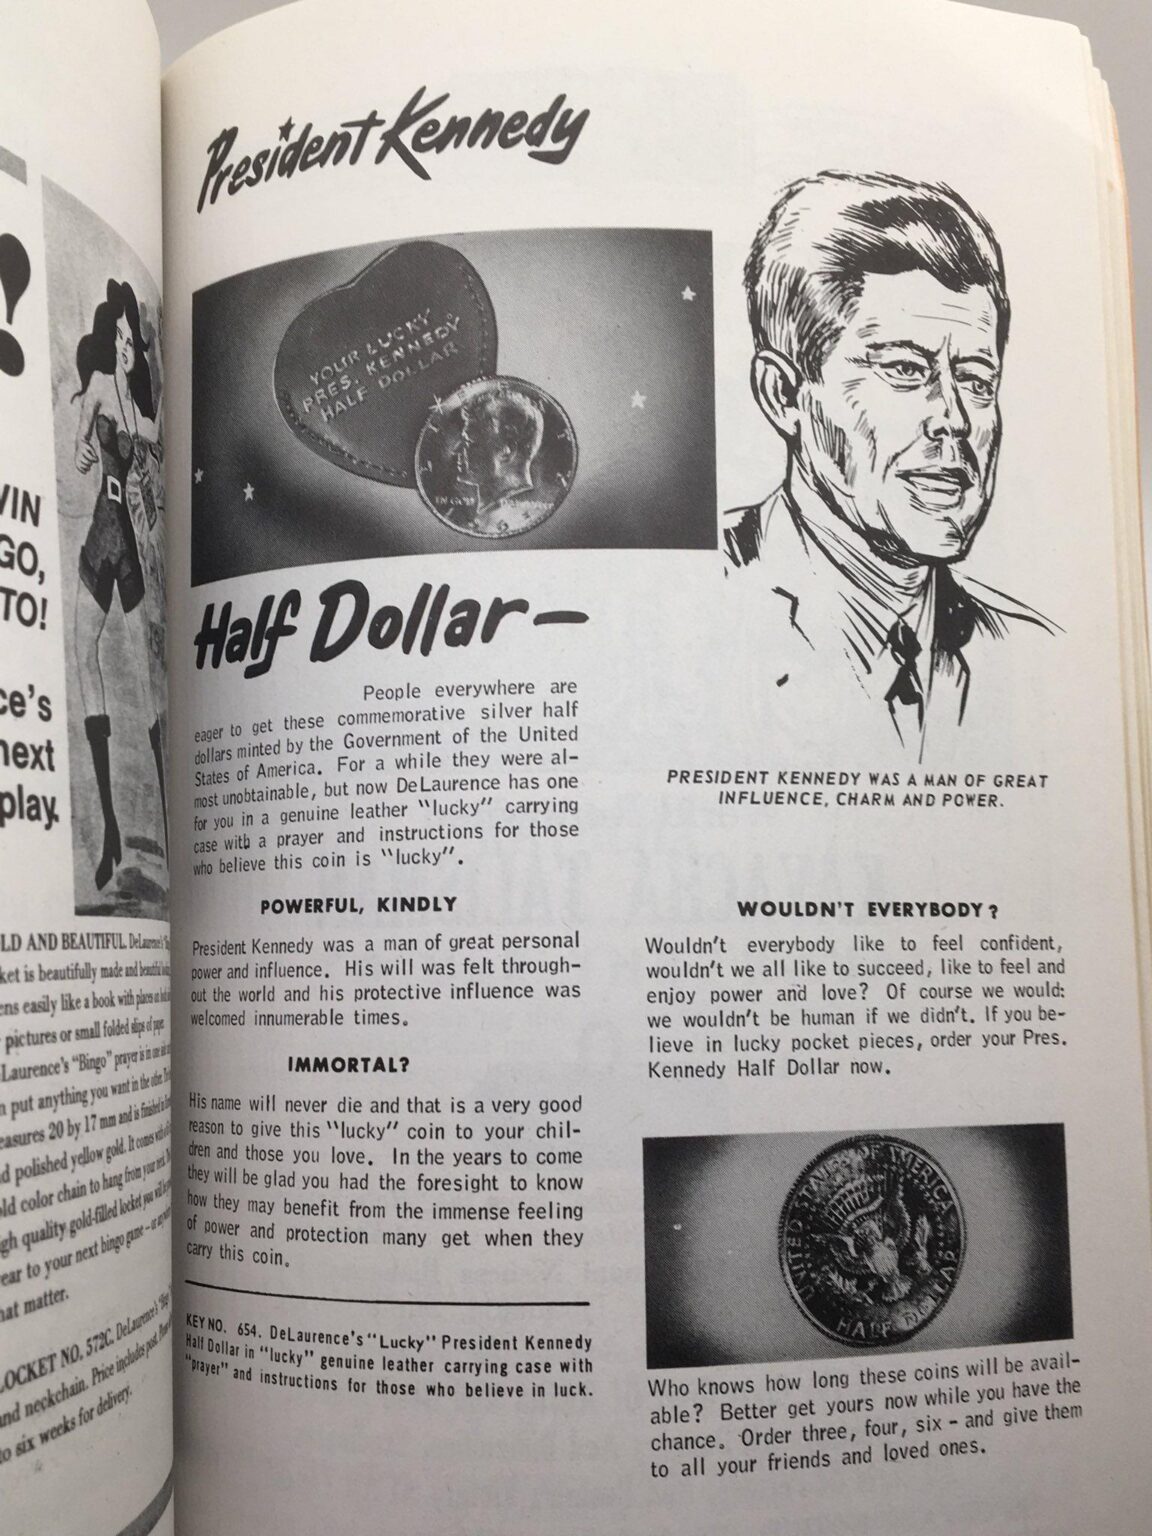 !
WIN
GO,
TO!
ce's
next
play.
LD AND BEAUTIFUL. DeLaurence's
ket is beautifully made and beautiful
ens easily like a book with places
pictures or small folded slips of paper
Laurence's "Bingo" prayer is in one
n put anything you want in the other.
easures 20 by 17 mm and is finished in
d polished yellow gold. It comes with
ld color chain to hang from your
gh quality gold-filled locket you will
ear to your next bingo game – or
hat matter.
LOCKET NO. 572C. DeLaurence's
and neckchain. Price includes post.
to six weeks for delivery.
President Kennedy
YOUR LUCKY
PRES. KENNEDY
HALF DOLLAR
IN GOD
Half Dollar—
People everywhere are
eager to get these commemorative silver half
dollars minted by the Government of the United
States of America. For a while they were al-
most unobtainable, but now DeLaurence has one
for you in a genuine leather "lucky" carrying
case with a prayer and instructions for those
who believe this coin is "lucky".
POWERFUL, KINDLY
President Kennedy was a man of great personal
power and influence. His will was felt through-
out the world and his protective influence was
welcomed innumerable times.
IMMORTAL?
His name will never die and that is a very good
reason to give this "lucky" coin to your chil-
dren and those you love. In the years to come
they will be glad you had the foresight to know
how they may benefit from the immense feeling
of power and protection many get when they
carry this coin.
KEY NO. 654. DeLaurence's "Lucky" President Kennedy
Half Dollar in "lucky" genuine leather carrying case with
"prayer" and instructions for those who believe in luck.
PRESIDENT KENNEDY WAS A MAN OF GREAT
INFLUENCE, CHARM AND POWER.
WOULDN'T EVERYBODY?
Wouldn't everybody like to feel confident,
wouldn't we all like to succeed, like to feel and
enjoy power and love? Of course we would:
we wouldn't be human if we didn't. If you be-
lieve in lucky pocket pieces, order your Pres.
Kennedy Half Dollar now.
UNITED STATES OF AMERICA
HALF DOLLAR
Who knows how long these coins will be avail-
able? Better get yours now while you have the
chance. Order three, four, six - and give them
to all your friends and loved ones.